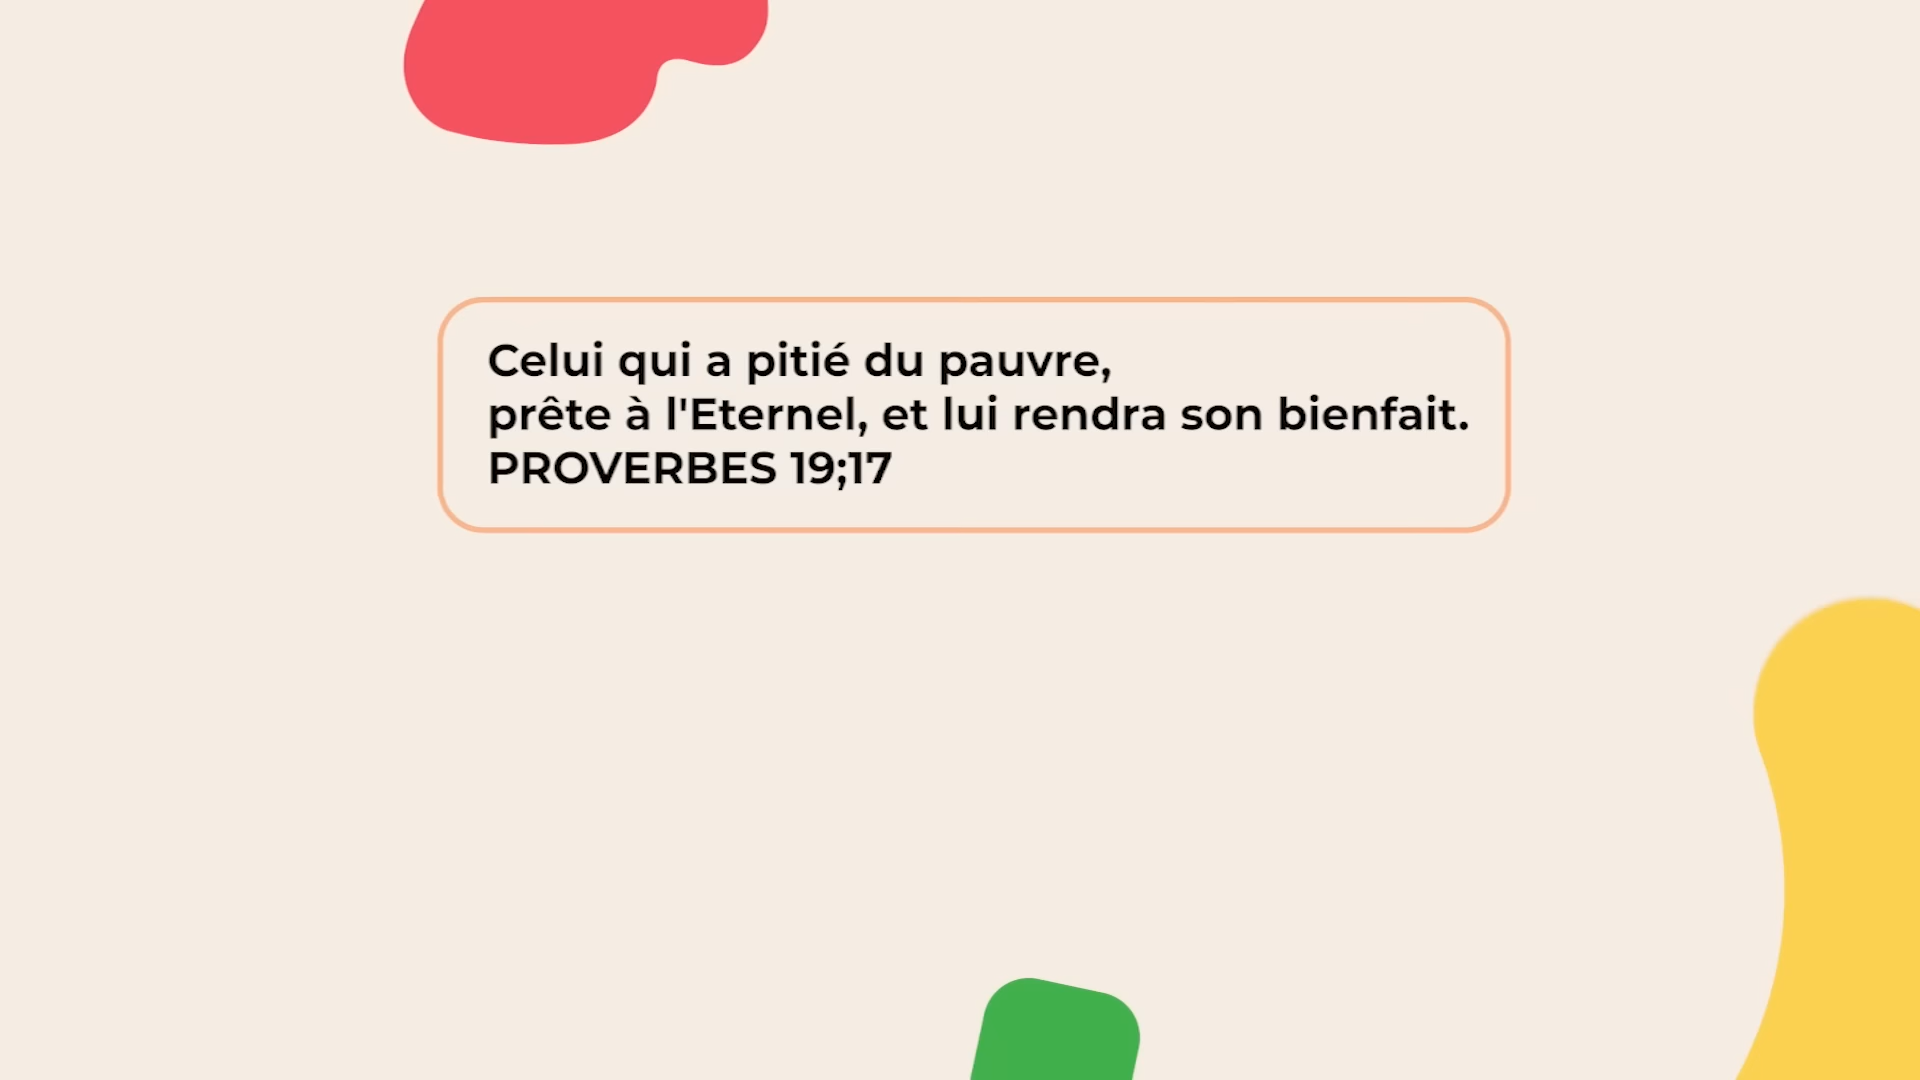 Celui qui a pitié du pauvre,
prête à l'Eternel, et lui rendra son bienfait.
PROVERBES 19;17